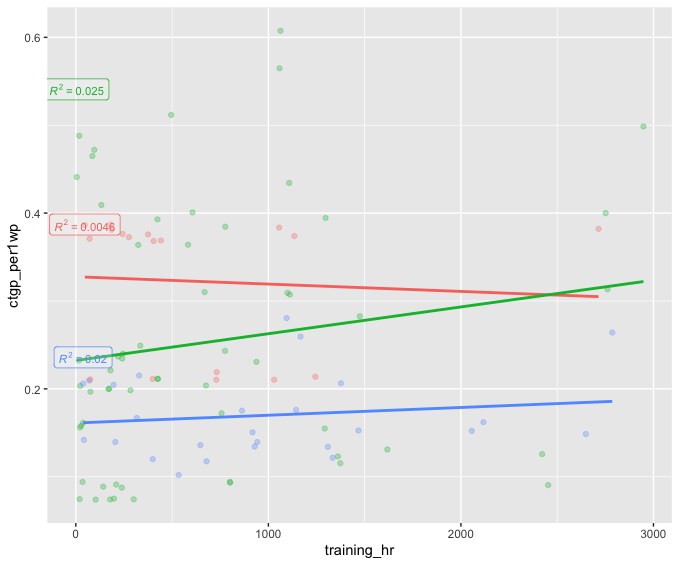 0.6
R² = 0.025
0.4
R² = 0.0046
R² = 0.02
0.2
ctgp_per1wp
0
1000
2000
3000
training_hr